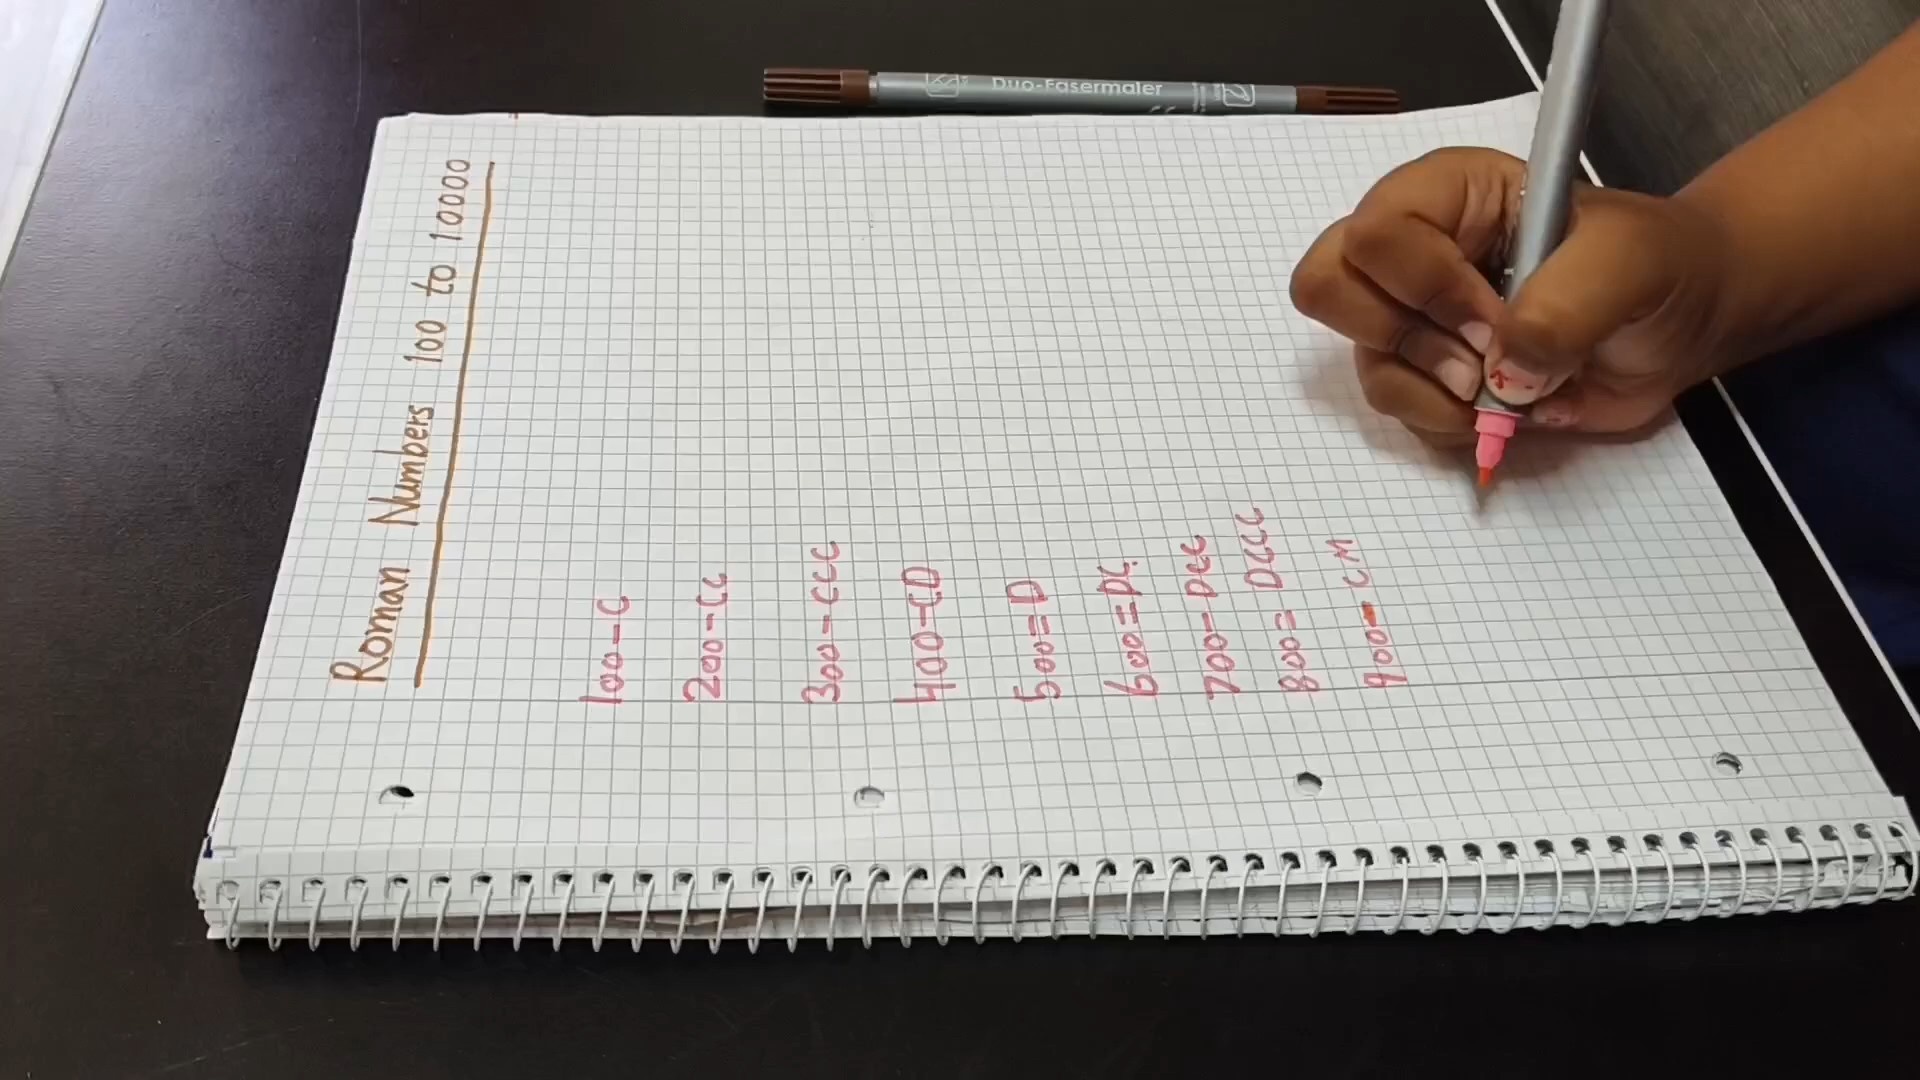 Roman Numbers 100 to 10000
100-C
200-CC
300-CCC
400-CD
500=D
600=DC
700-DCC
800= DCCC
900-CM
Duo-Fasermaler